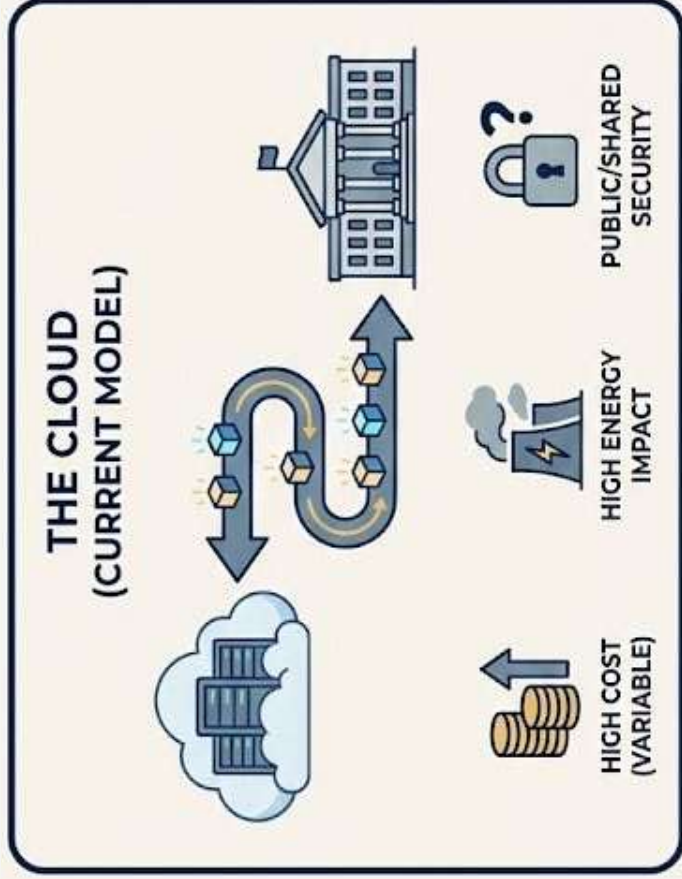 THE CLOUD
(CURRENT MODEL)
HIGH COST
(VARIABLE)
HIGH ENERGY
IMPACT
PUBLIC/SHARED
SECURITY
?